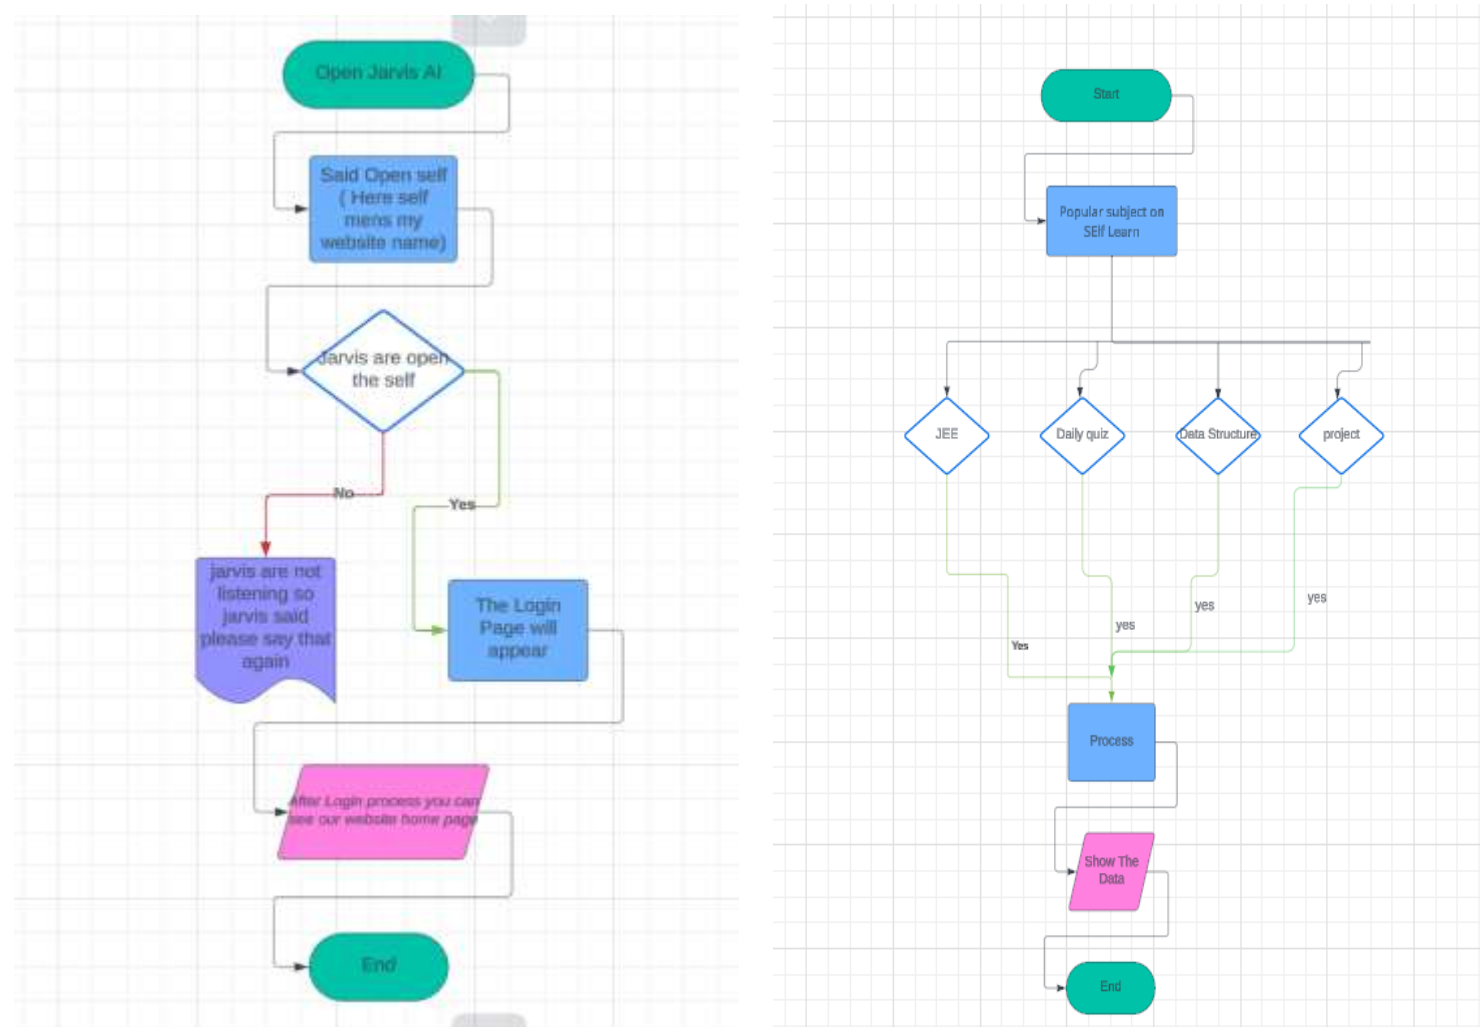 Open Jarvis AI
Said Open self
( Here self
mens my
website name)
Jarvis are open
the self
No
Yes
jarvis are not
listening so
jarvis said
please say that
again
The Login
Page will
appear
After Login process you can
see our website home page
End
Start
Popular subject on
SElf Learn
JEE
Daily quiz
Data Structure
project
yes
yes
yes
Yes
Process
Show The
Data
End